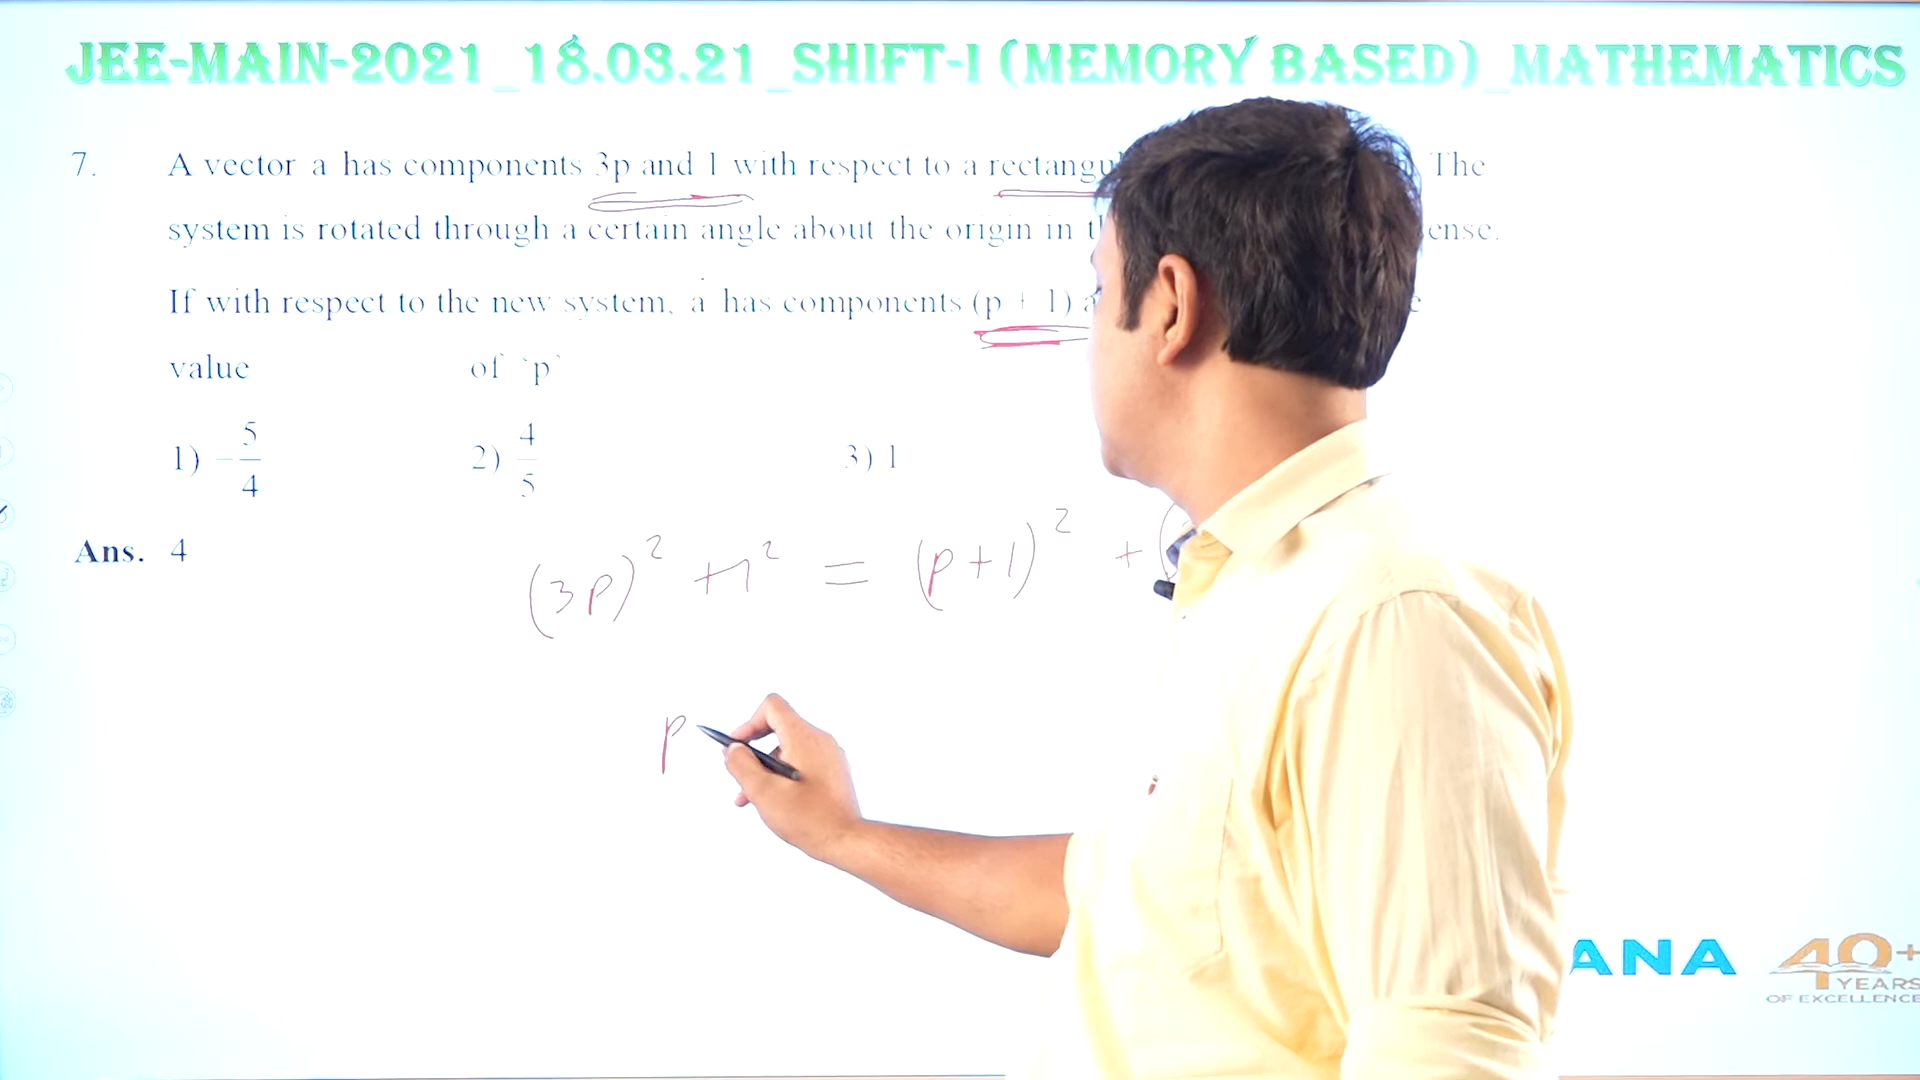 JEE-MAIN-2021_18.03.21_SHIFT-I (MEMORY BASED)_MATHEMATICS
7. A vector a has components 3p and 1 with respect to a rectangu The
system is rotated through a certain angle about the origin in t ense.
If with respect to the new system, a has components (p + 1) a e
value of `p`
1) -5/4 2) 4/5 3) 1
Ans. 4
(3p)² + 1² = (p+1)² + (
p
ANA 40+
YEARS
OF EXCELLENCE